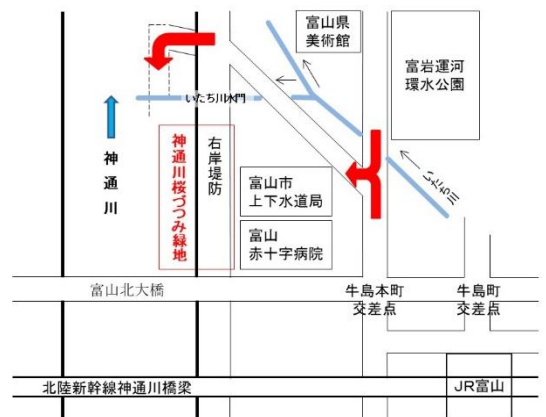 富山県
美術館
富岩運河
環水公園
いたち川水門
いたち川
神通川
神通川桜づつみ緑地
右岸堤防
富山市
上下水道局
富山
赤十字病院
富山北大橋
牛島本町
交差点
牛島町
交差点
北陸新幹線神通川橋梁
JR富山